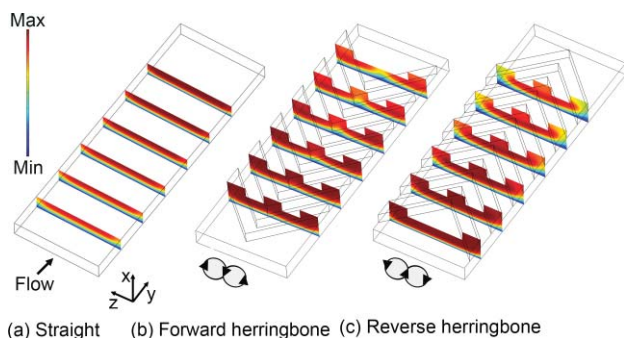 Max
Min
Flow
x
z
y
(a) Straight
(b) Forward herringbone
(c) Reverse herringbone